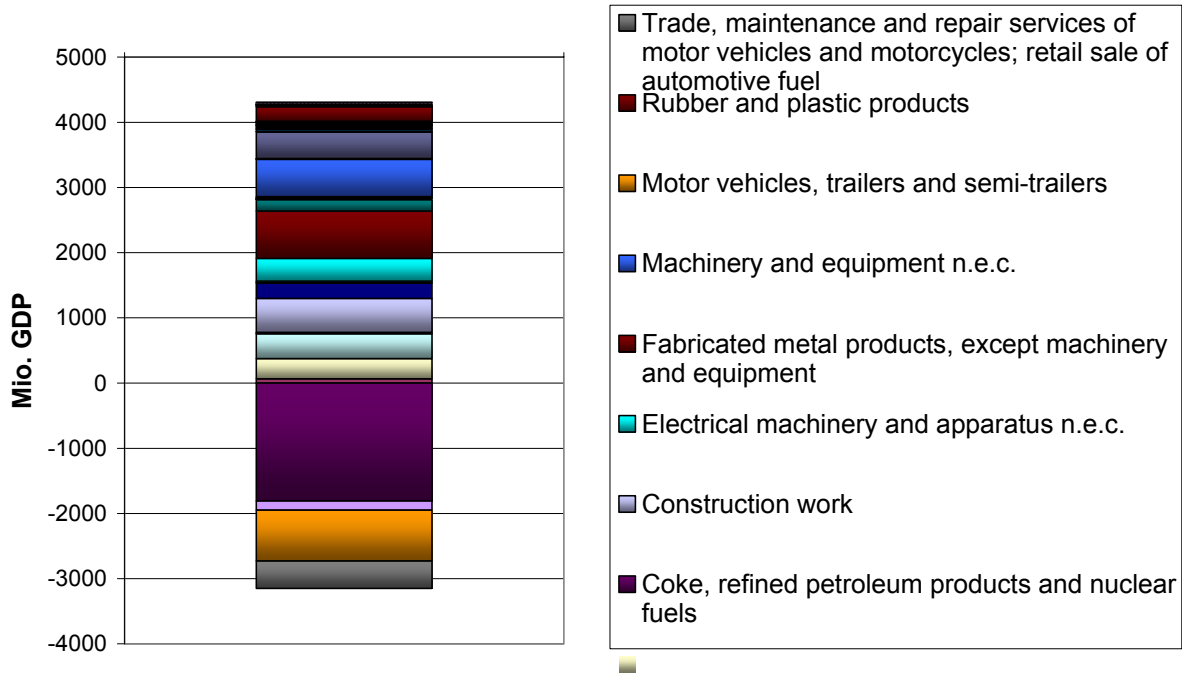 5000
4000
3000
2000
1000
0
-1000
-2000
-3000
-4000
Mio. GDP
Trade, maintenance and repair services of
motor vehicles and motorcycles; retail sale of
automotive fuel
Rubber and plastic products
Motor vehicles, trailers and semi-trailers
Machinery and equipment n.e.c.
Fabricated metal products, except machinery
and equipment
Electrical machinery and apparatus n.e.c.
Construction work
Coke, refined petroleum products and nuclear
fuels